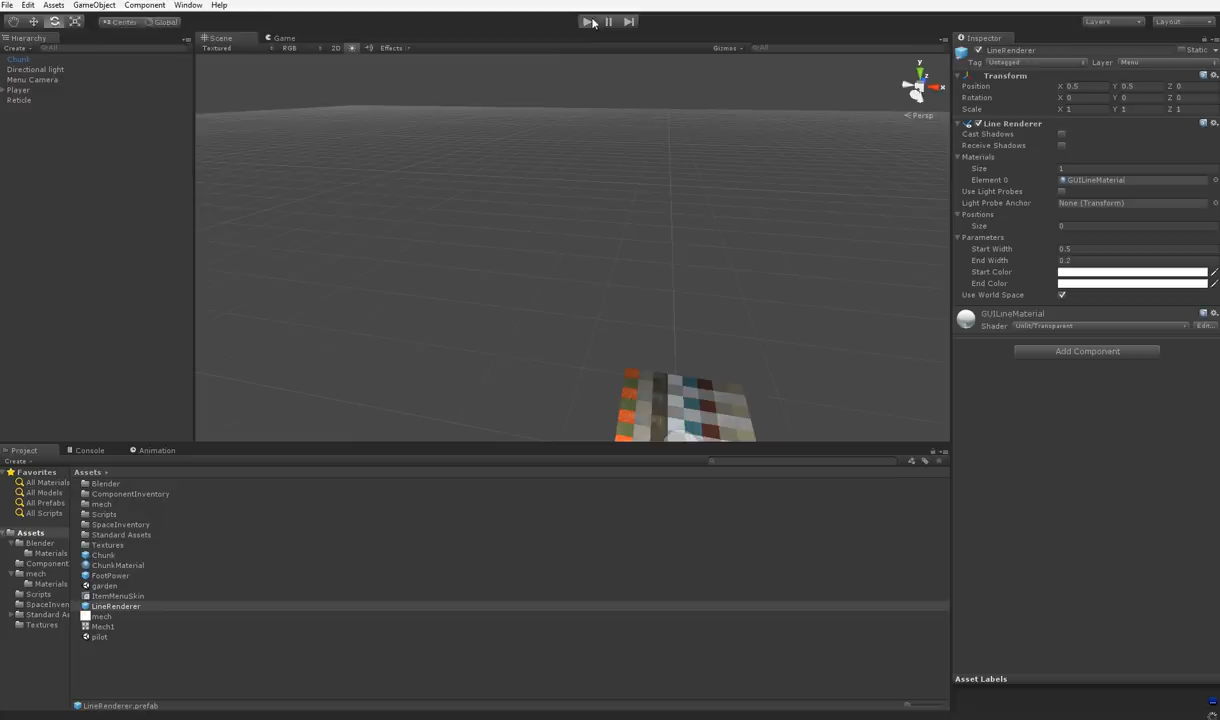 File Edit Assets GameObject Component Window Help
Center Global Layers Layout
Hierarchy
Create All
Chunk
Directional light
Menu Camera
Player
Reticle
Scene Game
Textured RGB 2D Effects Gizmos All
y
z
x
Persp
Inspector
LineRenderer Static
Tag Untagged Layer Menu
Transform
Position X 0.5 Y 0.5 Z 0
Rotation X 0 Y 0 Z 0
Scale X 1 Y 1 Z 1
Line Renderer
Cast Shadows
Receive Shadows
Materials
Size 1
Element 0 GUILineMaterial
Use Light Probes
Light Probe Anchor None (Transform)
Positions
Size 0
Parameters
Start Width 0.5
End Width 0.2
Start Color
End Color
Use World Space
GUILineMaterial
Shader Unlit/Transparent Edit...
Add Component
Asset Labels
Project Console Animation
Create
Favorites
All Materials
All Models
All Prefabs
All Scripts
Assets
Blender
Materials
Component
mech
Materials
Scripts
SpaceInven
Standard As
Textures
Assets
Blender
ComponentInventory
mech
Scripts
SpaceInventory
Standard Assets
Textures
Chunk
ChunkMaterial
FootPower
garden
ItemMenuSkin
LineRenderer
mech
Mech1
pilot
LineRenderer.prefab